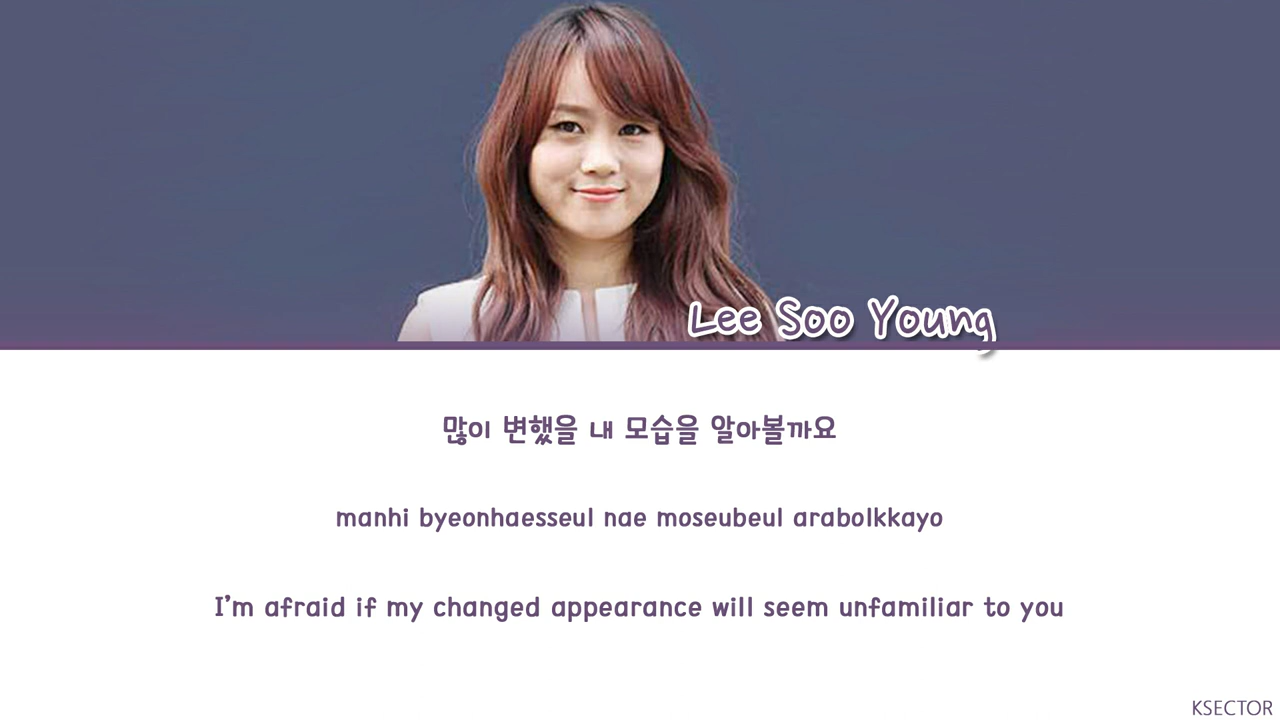 Lee Soo Young
많이 변했을 내 모습을 알아볼까요
manhi byeonhaesseul nae moseubeul arabolkkayo
I'm afraid if my changed appearance will seem unfamiliar to you
KSECTOR